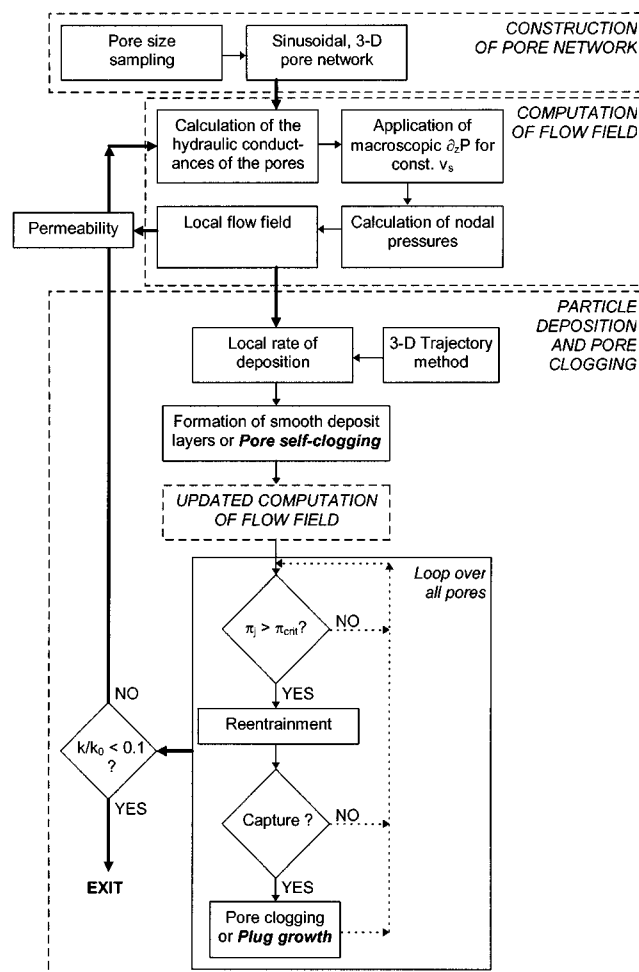 CONSTRUCTION
OF PORE NETWORK
Pore size
sampling
Sinusoidal, 3-D
pore network
COMPUTATION
OF FLOW FIELD
Calculation of the
hydraulic conduct-
ances of the pores
Application of
macroscopic ∂zP for
const. vs
Permeability
Local flow field
Calculation of nodal
pressures
PARTICLE
DEPOSITION
AND PORE
CLOGGING
Local rate of
deposition
3-D Trajectory
method
Formation of smooth deposit
layers or Pore self-clogging
UPDATED COMPUTATION
OF FLOW FIELD
Loop over
all pores
πj > πcrit?
NO
YES
Reentrainment
NO
k/k0 < 0.1
?
YES
EXIT
Capture ?
NO
YES
Pore clogging
or Plug growth